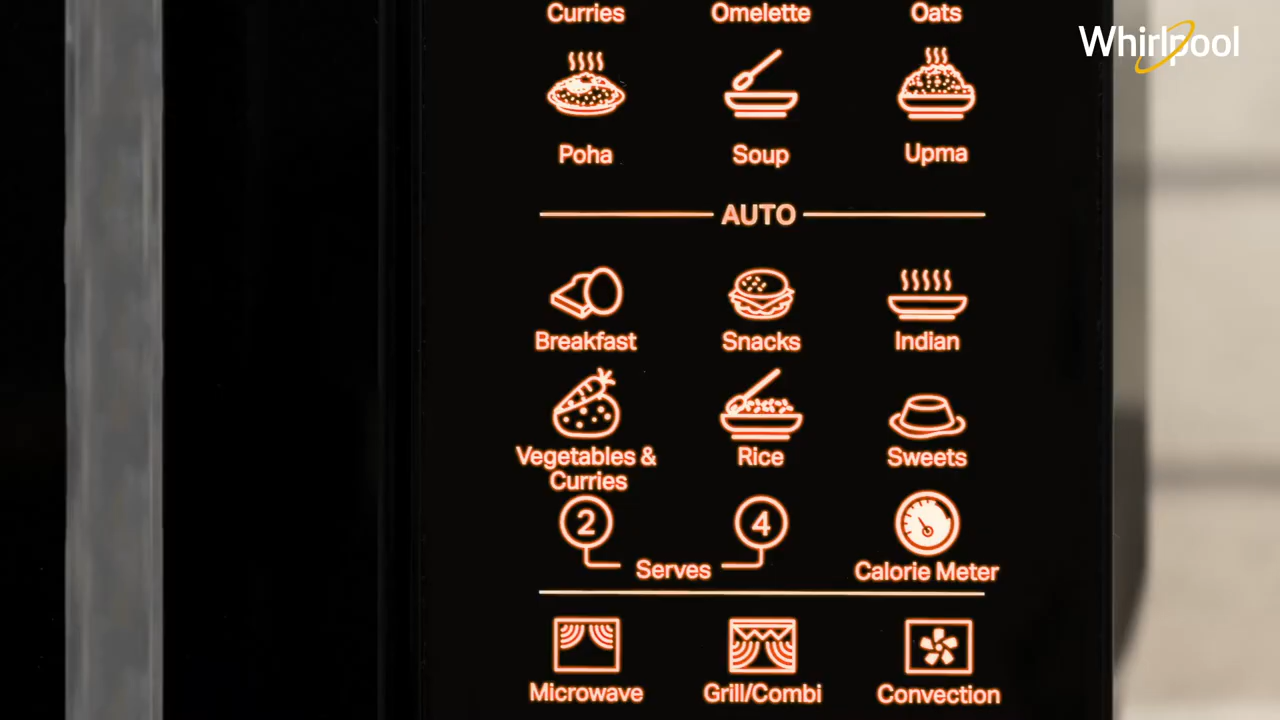 Curries Omelette Oats
Whirlpool
Poha Soup Upma
AUTO
Breakfast Snacks Indian
Vegetables & Curries Rice Sweets
2 4
Serves Calorie Meter
Microwave Grill/Combi Convection